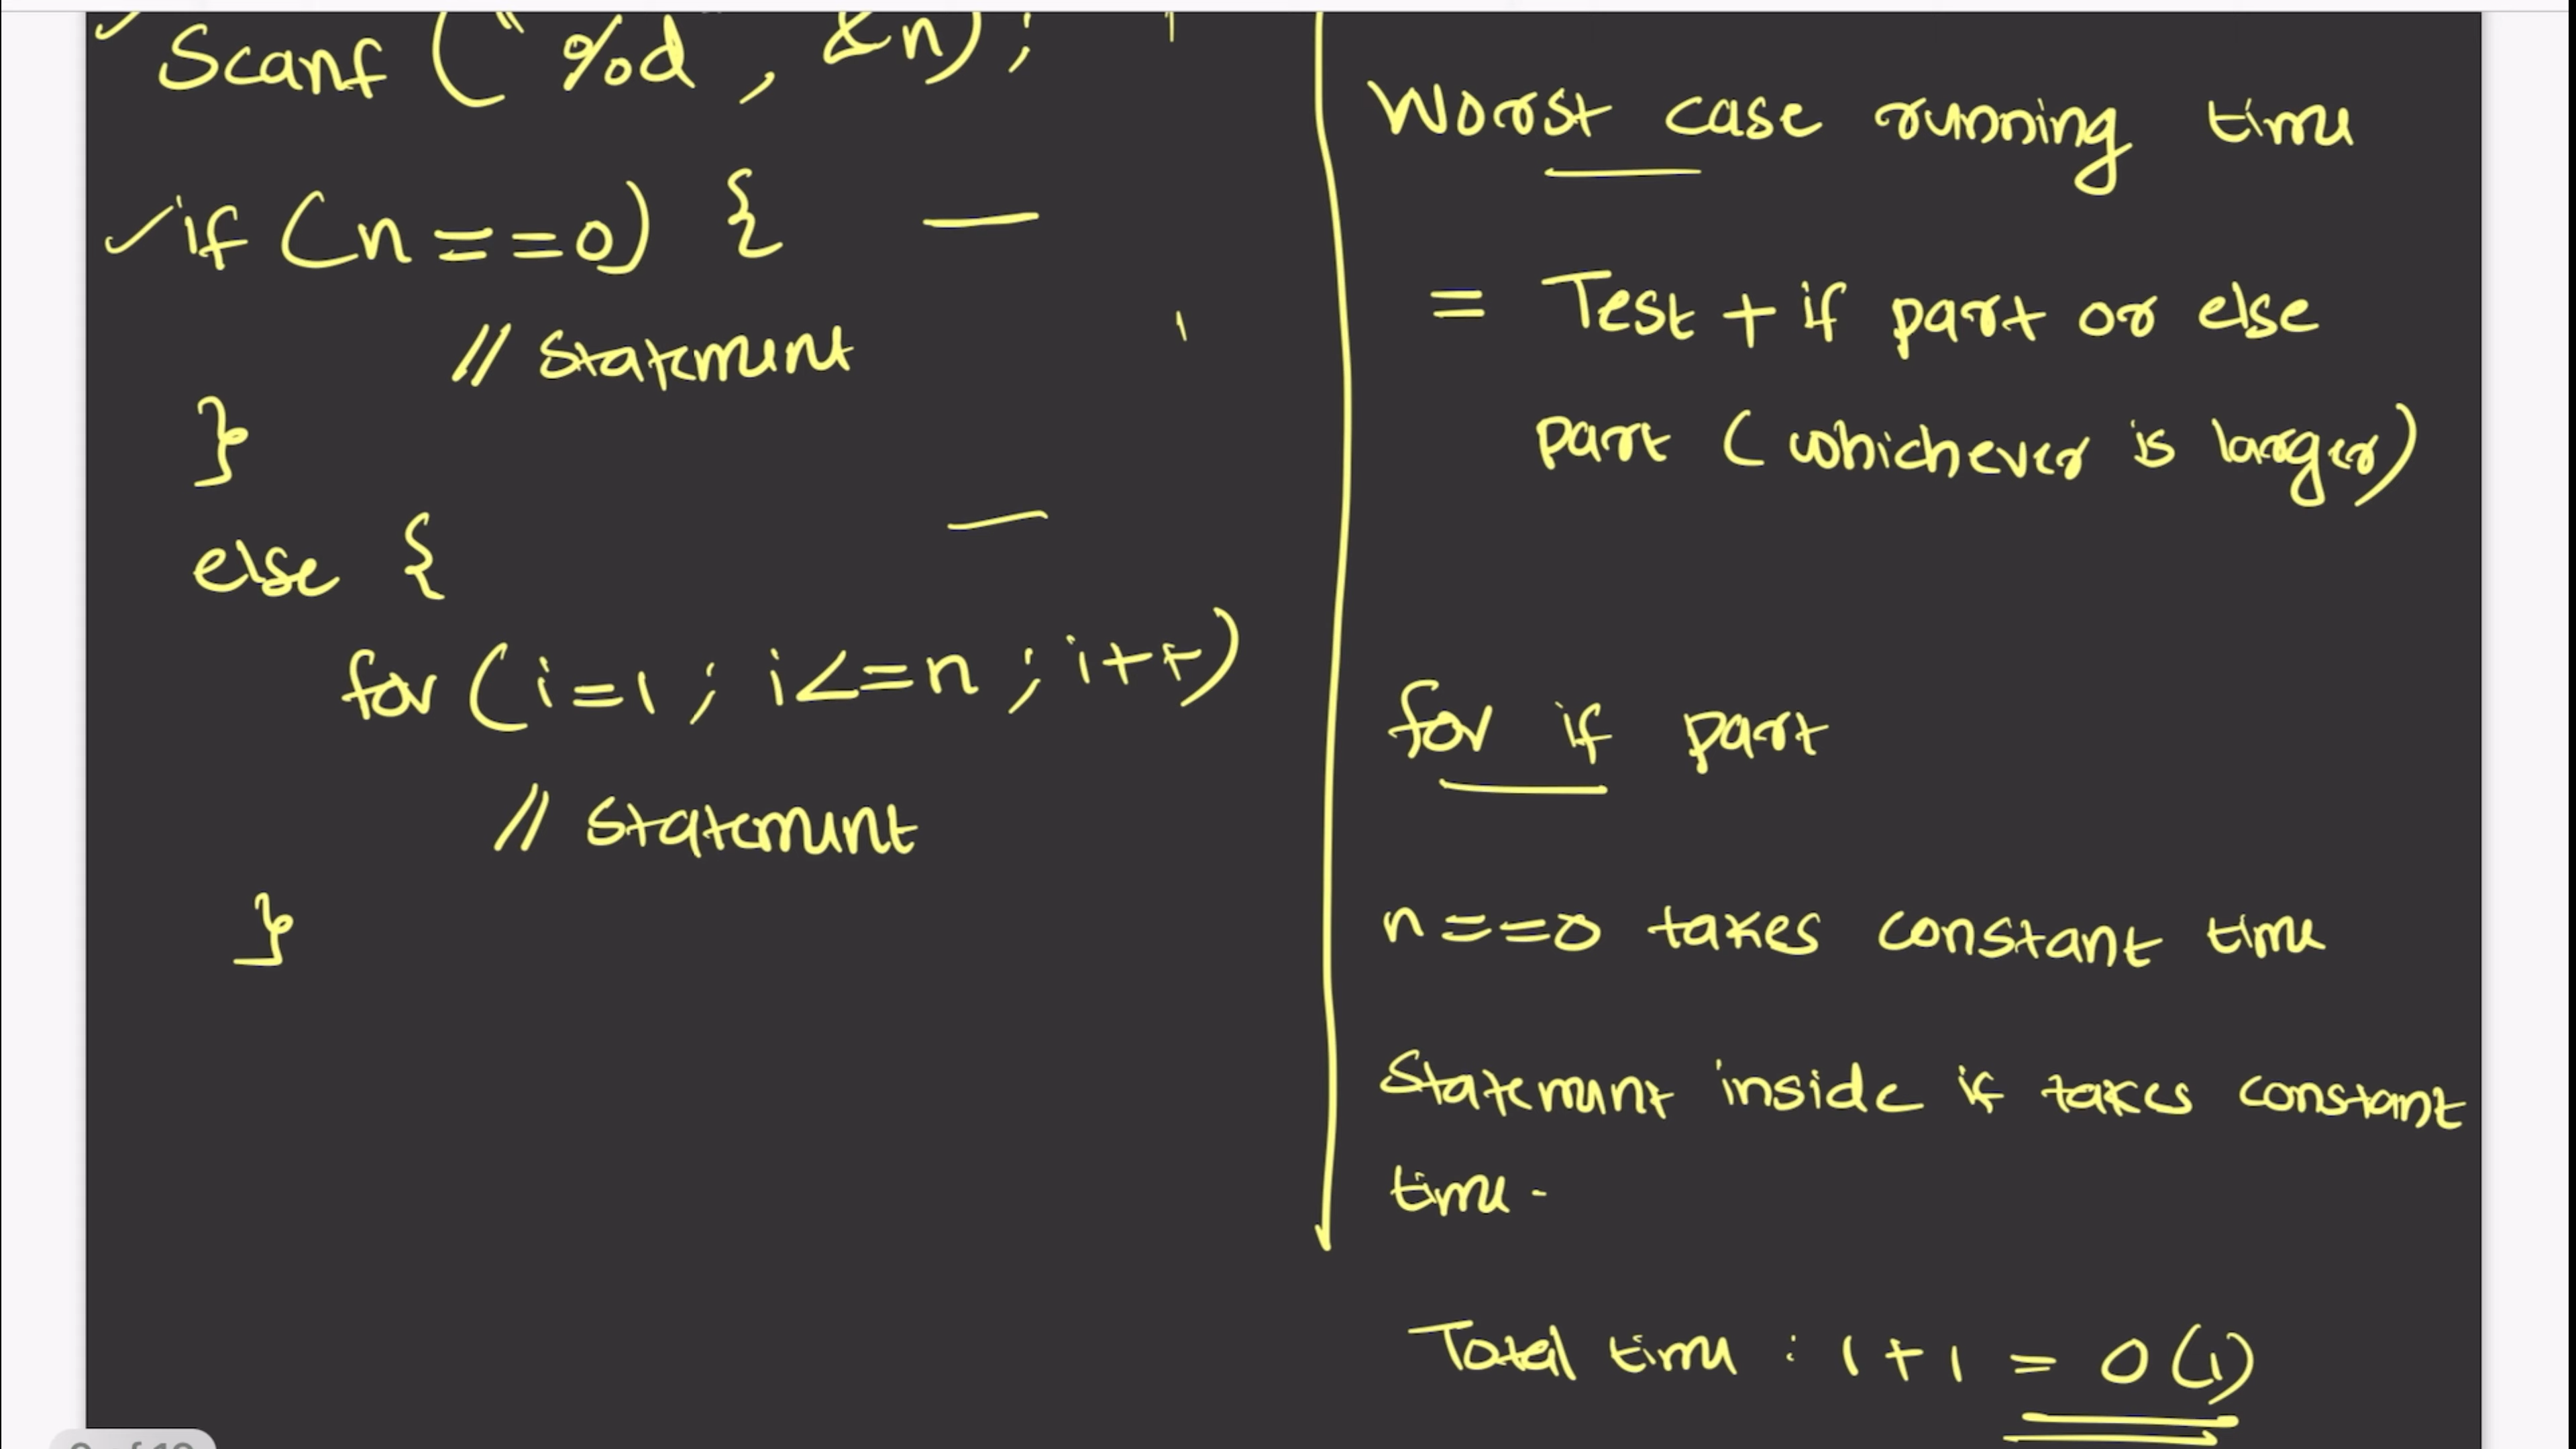 Scanf ( " %d " , &n) ;
if (n == 0) {
// statement
}
else {
for (i=1 ; i<=n ; i++)
// statement
}
Worst case running time
= Test + if part or else
part (whichever is larger)
for if part
n == 0 takes constant time
Statement inside if takes constant
time.
Total time : 1 + 1 = O(1)